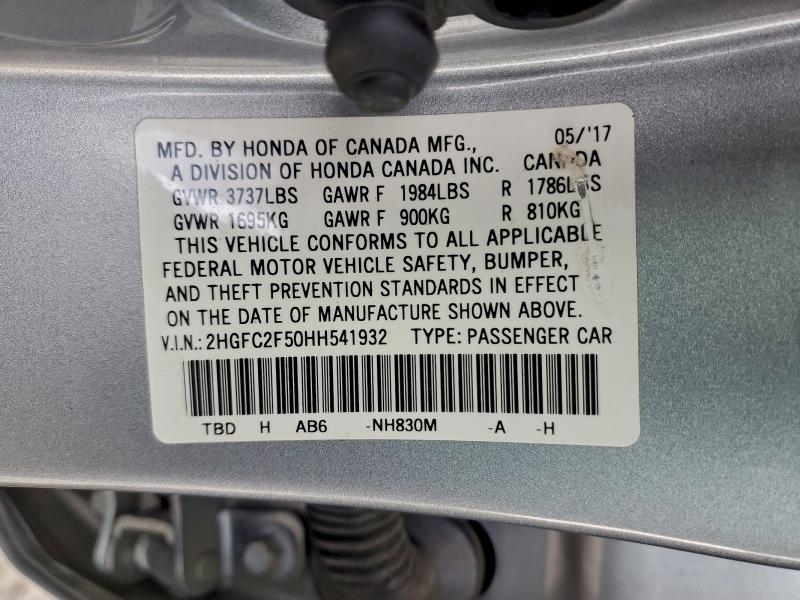 MFD. BY HONDA OF CANADA MFG., 05/'17
A DIVISION OF HONDA CANADA INC. CANADA
GVWR 3737LBS GAWR F 1984LBS R 1786LBS
GVWR 1695KG GAWR F 900KG R 810KG
THIS VEHICLE CONFORMS TO ALL APPLICABLE
FEDERAL MOTOR VEHICLE SAFETY, BUMPER,
AND THEFT PREVENTION STANDARDS IN EFFECT
ON THE DATE OF MANUFACTURE SHOWN ABOVE.
V.I.N.: 2HGFC2F50HH541932 TYPE: PASSENGER CAR
TBD H AB6 -NH830M -A -H